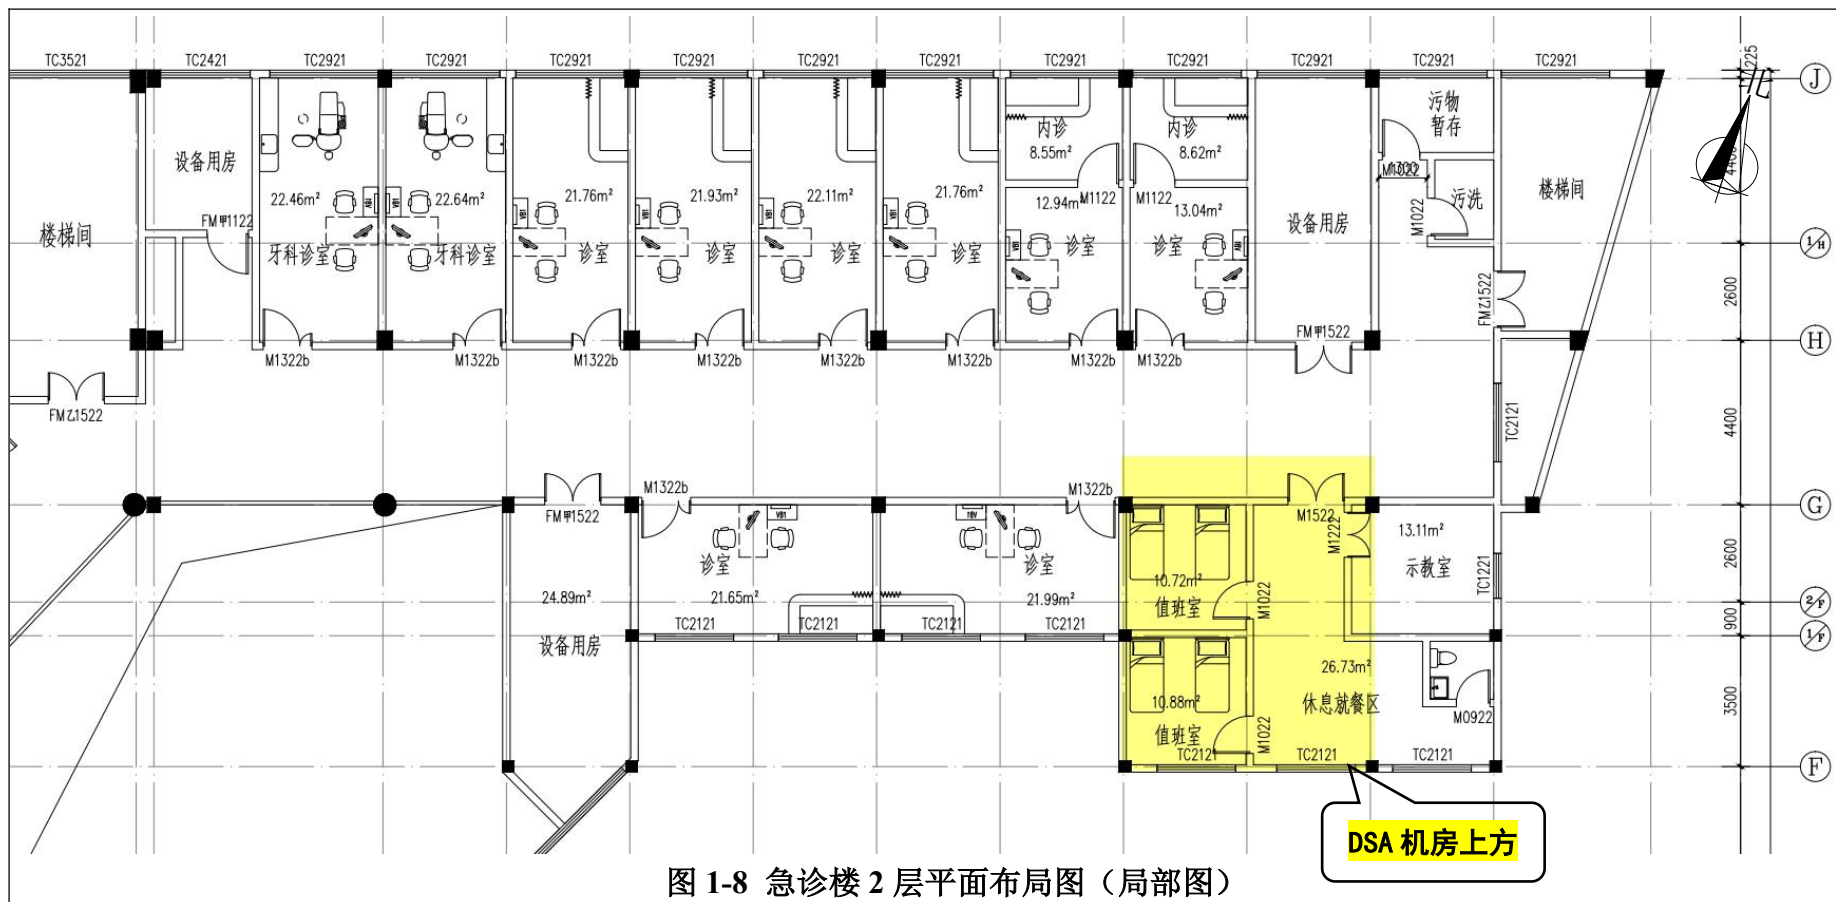 TC3521
TC2421
TC2921
TC2921
TC2921
TC2921
TC2921
TC2921
TC2921
TC2921
TC2921
TC2921
TC2921
225
北
J
设备用房
FM甲1122
楼梯间
22.46m²
牙科诊室
22.64m²
牙科诊室
21.76m²
诊室
21.93m²
诊室
22.11m²
诊室
21.76m²
诊室
内诊
8.55m²
M1122
12.94m²
诊室
内诊
8.62m²
M1122
13.04m²
诊室
设备用房
污物
暂存
M1022
污洗
M1022
楼梯间
1/H
2600
FM乙1522
FM甲1522
H
M1322b
M1322b
M1322b
M1322b
M1322b
M1322b
M1322b
M1322b
FM乙1522
TC2121
4400
G
FM甲1522
M1322b
M1322b
M1522
M1222
13.11m²
示教室
TC1221
2600
诊室
21.65m²
诊室
21.99m²
10.72m²
值班室
M1022
24.89m²
设备用房
2/F
900
1/F
TC2121
TC2121
TC2121
TC2121
26.73m²
休息就餐区
10.88m²
值班室
M1022
M0922
3500
TC2121
TC2121
TC2121
F
DSA 机房上方
图 1-8 急诊楼 2 层平面布局图（局部图）